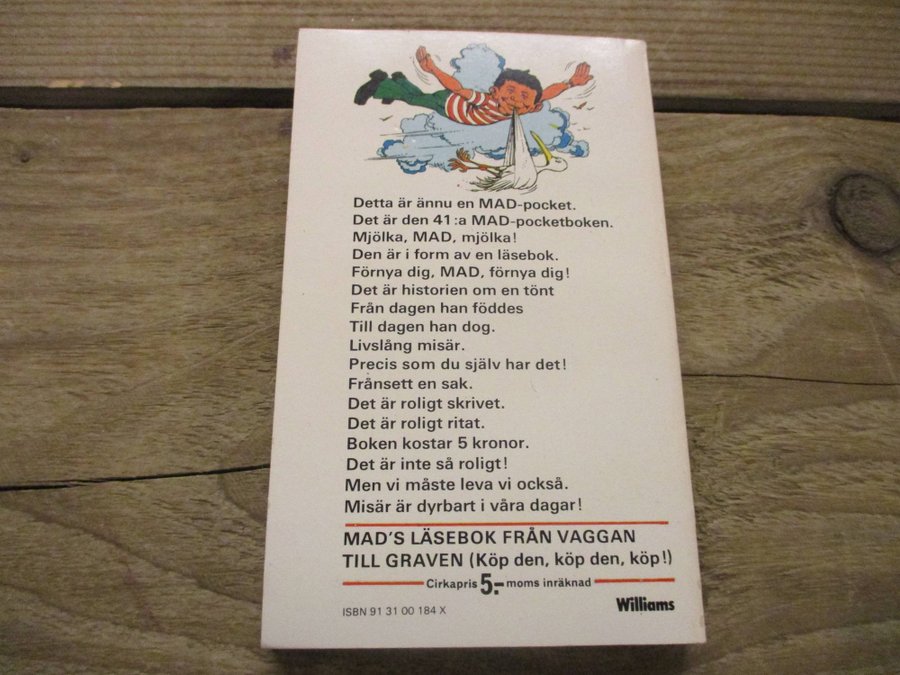 Detta är ännu en MAD-pocket.
Det är den 41:a MAD-pocketboken.
Mjölka, MAD, mjölka!
Den är i form av en läsebok.
Förnya dig, MAD, förnya dig!
Det är historien om en tönt
Från dagen han föddes
Till dagen han dog.
Livslång misär.
Precis som du själv har det!
Frånsett en sak.
Det är roligt skrivet.
Det är roligt ritat.
Boken kostar 5 kronor.
Det är inte så roligt!
Men vi måste leva vi också.
Misär är dyrbart i våra dagar!
MAD'S LÄSEBOK FRÅN VAGGAN
TILL GRAVEN (Köp den, köp den, köp!)
Cirkapris 5:- moms inräknad
ISBN 91 31 00 184 X
Williams